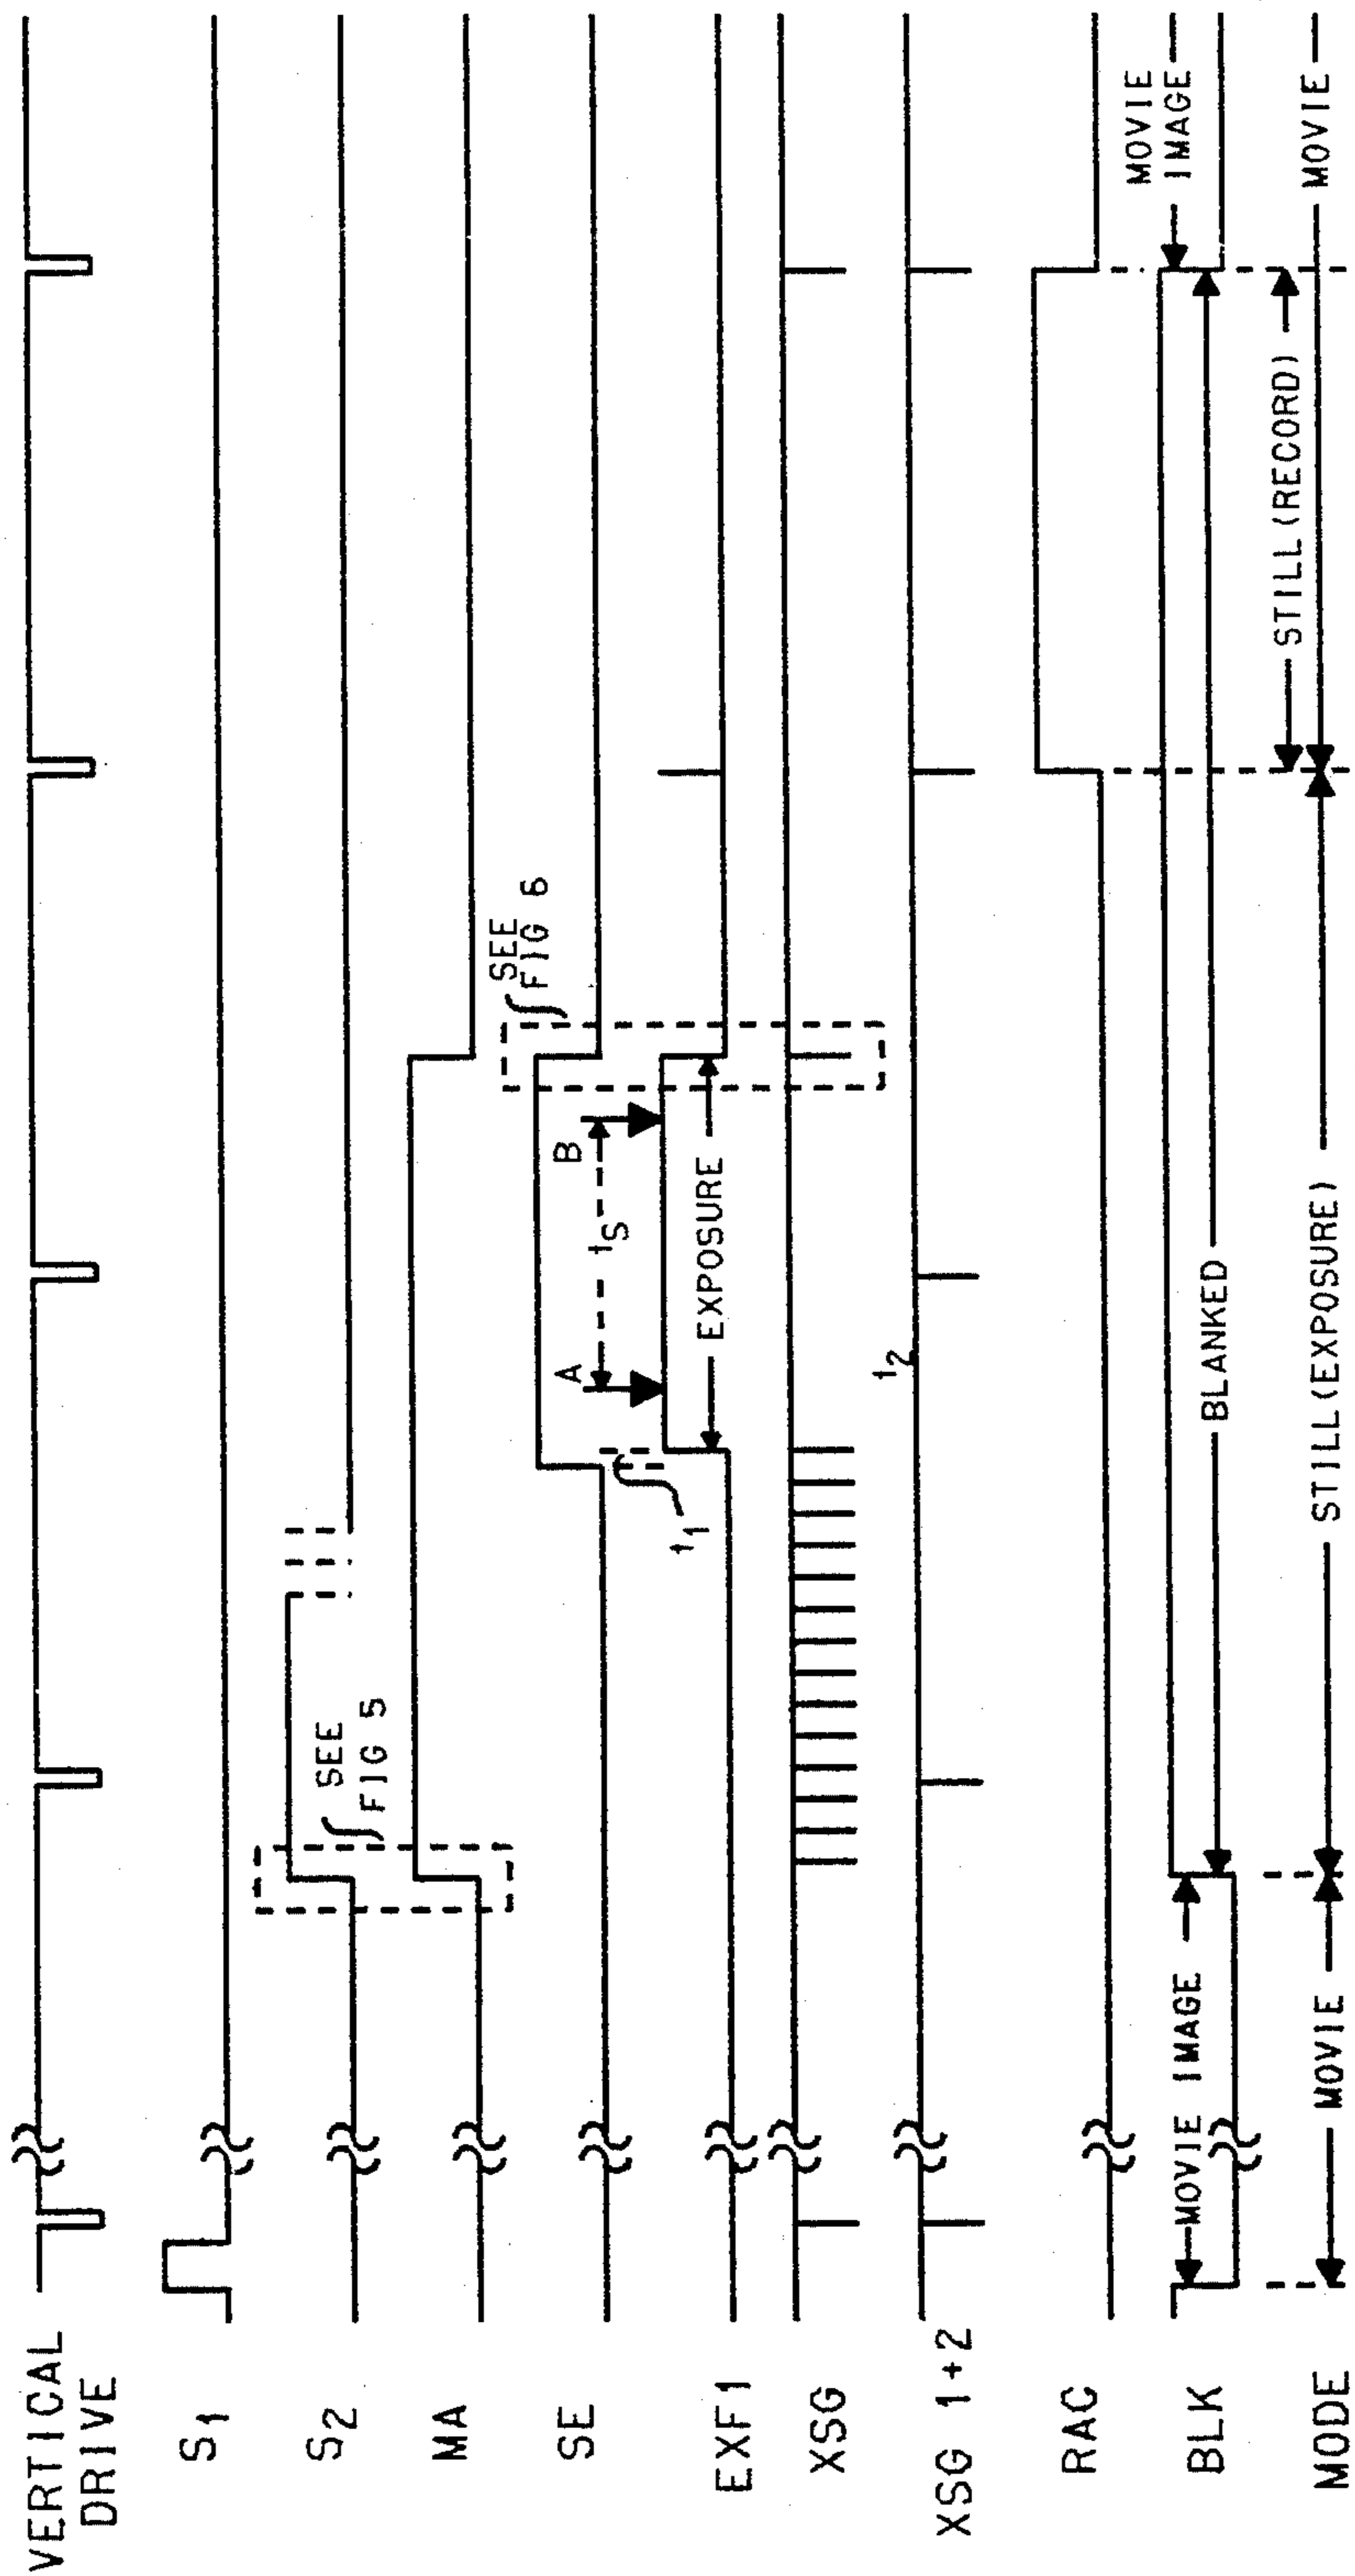 VERTICAL
DRIVE
S1
S2
SEE
FIG 5
MA
SEE
FIG 6
SE
A
tS
B
t1
EXF1
EXPOSURE
XSG
XSG 1+2
t2
RAC
BLK
MOVIE IMAGE
BLANKED
MOVIE
IMAGE
STILL(RECORD)
MODE
MOVIE
STILL(EXPOSURE)
MOVIE